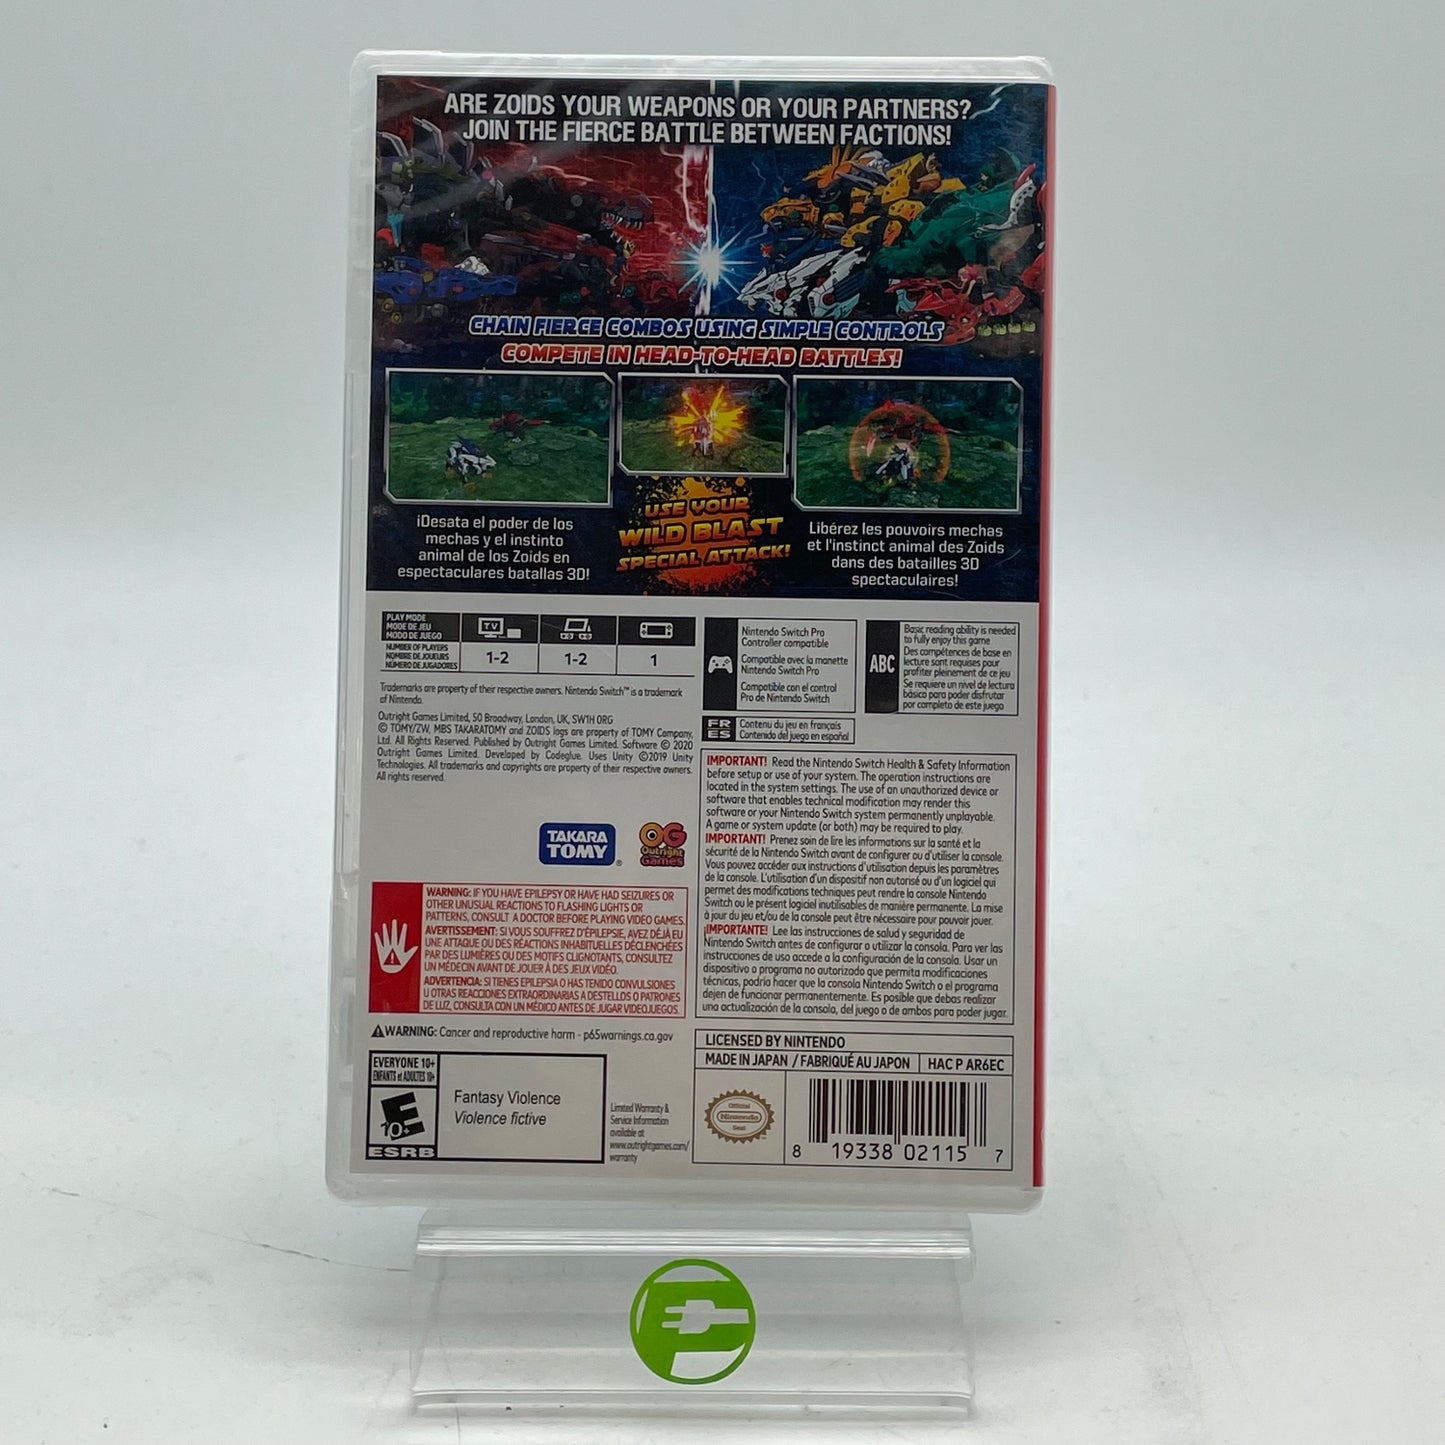 ARE ZOIDS YOUR WEAPONS OR YOUR PARTNERS?
JOIN THE FIERCE BATTLE BETWEEN FACTIONS!
CHAIN FIERCE COMBOS USING SIMPLE CONTROLS
COMPETE IN HEAD-TO-HEAD BATTLES!
¡Desata el poder de los
mechas y el instinto
animal de los Zoids en
espectaculares batallas 3D!
USE YOUR
WILD BLAST
SPECIAL ATTACK!
Libérez les pouvoirs mechas
et l'instinct animal des Zoids
dans des batailles 3D
spectaculaires!
PLAY MODE
MODE DE JEU
MODO DE JUEGO
TV
NUMBER OF PLAYERS
NOMBRE DE JOUEURS
NÚMERO DE JUGADORES
1-2
1-2
1
Nintendo Switch Pro
Controller compatible
Compatible avec la manette
Nintendo Switch Pro
Compatible con el control
Pro de Nintendo Switch
ABC
Basic reading ability is needed
to fully enjoy this game
Des compétences de base en
lecture sont requises pour
profiter pleinement de ce jeu
Se requiere un nivel de lectura
básico para poder disfrutar
por completo de este juego
FR
ES
Contenu du jeu en français
Contenido del juego en español
Trademarks are property of their respective owners. Nintendo Switch™ is a trademark
of Nintendo.
Outright Games Limited, 50 Broadway, London, UK, SW1H 0RG
© TOMY/ZW, MBS TAKARATOMY and ZOIDS logs are property of TOMY Company,
Ltd. All Rights Reserved. Published by Outright Games Limited. Software © 2020
Outright Games Limited. Developed by Codeglue. Uses Unity ©2019 Unity
Technologies. All trademarks and copyrights are property of their respective owners.
All rights reserved.
TAKARA
TOMY®
OG
Outright
Games
IMPORTANT! Read the Nintendo Switch Health & Safety Information
before setup or use of your system. The operation instructions are
located in the system settings. The use of an unauthorized device or
software that enables technical modification may render this
software or your Nintendo Switch system permanently unplayable.
A game or system update (or both) may be required to play.
IMPORTANT! Prenez soin de lire les informations sur la santé et la
sécurité de la Nintendo Switch avant de configurer ou d'utiliser la console.
Vous pouvez accéder aux instructions d'utilisation depuis les paramètres
de la console. L'utilisation d'un dispositif non autorisé ou d'un logiciel qui
permet des modifications techniques peut rendre la console Nintendo
Switch ou le présent logiciel inutilisables de manière permanente. La mise
à jour du jeu et/ou de la console peut être nécessaire pour pouvoir jouer.
¡IMPORTANTE! Lee las instrucciones de salud y seguridad de
Nintendo Switch antes de configurar o utilizar la consola. Para ver las
instrucciones de uso accede a la configuración de la consola. Usar un
dispositivo o programa no autorizado que permita modificaciones
técnicas, podría hacer que la consola Nintendo Switch o el programa
dejen de funcionar permanentemente. Es posible que debas realizar
una actualización de la consola, del juego o de ambos para poder jugar.
WARNING: IF YOU HAVE EPILEPSY OR HAVE HAD SEIZURES OR
OTHER UNUSUAL REACTIONS TO FLASHING LIGHTS OR
PATTERNS, CONSULT A DOCTOR BEFORE PLAYING VIDEO GAMES.
AVERTISSEMENT: SI VOUS SOUFFREZ D'ÉPILEPSIE, AVEZ DÉJÀ EU
UNE ATTAQUE OU DES RÉACTIONS INHABITUELLES DÉCLENCHÉES
PAR DES LUMIÈRES OU DES MOTIFS CLIGNOTANTS, CONSULTEZ
UN MÉDECIN AVANT DE JOUER À DES JEUX VIDÉO.
ADVERTENCIA: SI TIENES EPILEPSIA O HAS TENIDO CONVULSIONES
U OTRAS REACCIONES EXTRAORDINARIAS A DESTELLOS O PATRONES
DE LUZ, CONSULTA CON UN MÉDICO ANTES DE JUGAR VIDEOJUEGOS.
WARNING: Cancer and reproductive harm - p65warnings.ca.gov
EVERYONE 10+
ENFANTS et ADULTES 10+
E
10+
ESRB
Fantasy Violence
Violence fictive
Limited Warranty &
Service Information
available at
www.outrightgames.com/
warranty
LICENSED BY NINTENDO
MADE IN JAPAN / FABRIQUÉ AU JAPON
HAC P AR6EC
Official
Nintendo
Seal
8 19338 02115 7